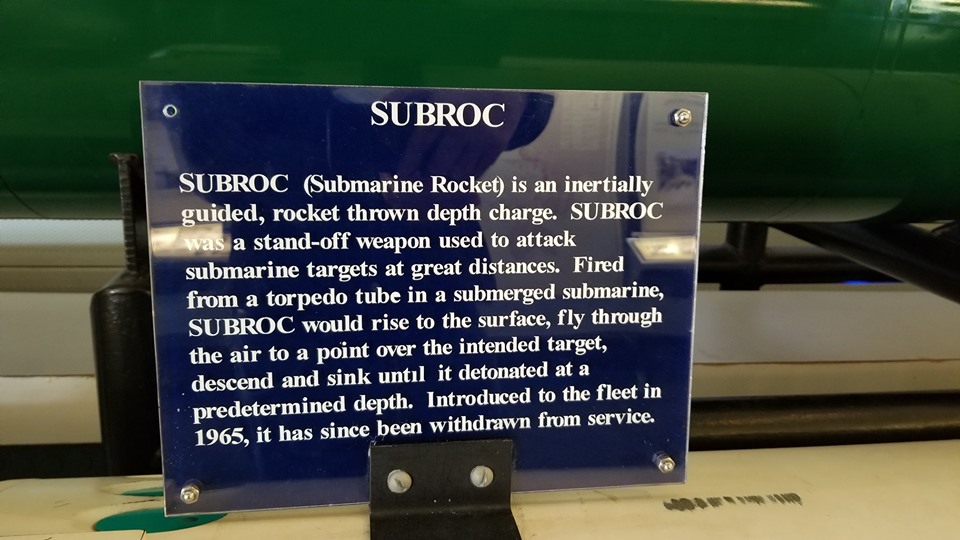 SUBROC
SUBROC (Submarine Rocket) is an inertially
guided, rocket thrown depth charge. SUBROC
was a stand-off weapon used to attack
submarine targets at great distances. Fired
from a torpedo tube in a submerged submarine,
SUBROC would rise to the surface, fly through
the air to a point over the intended target,
descend and sink until it detonated at a
predetermined depth. Introduced to the fleet in
1965, it has since been withdrawn from service.